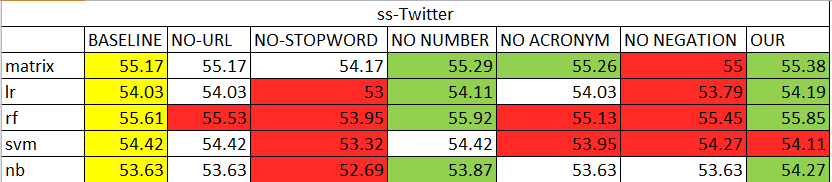 ss-Twitter
BASELINE NO-URL NO-STOPWORD NO NUMBER NO ACRONYM NO NEGATION OUR
matrix 55.17 55.17 54.17 55.29 55.26 55 55.38
lr 54.03 54.03 53 54.11 54.03 53.79 54.19
rf 55.61 55.53 53.95 55.92 55.13 55.45 55.85
svm 54.42 54.42 53.32 54.42 53.95 54.27 54.11
nb 53.63 53.63 52.69 53.87 53.63 53.63 54.27